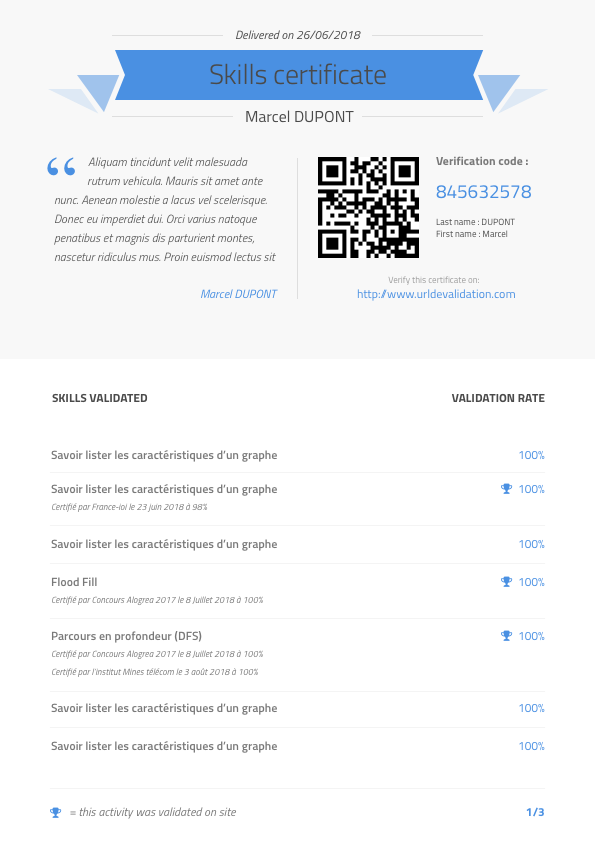 Delivered on 26/06/2018
Skills certificate
Marcel DUPONT
Aliquam tincidunt velit malesuada
rutrum vehicula. Mauris sit amet ante
nunc. Aenean molestie a lacus vel scelerisque.
Donec eu imperdiet dui. Orci varius natoque
penatibus et magnis dis parturient montes,
nascetur ridiculus mus. Proin euismod lectus sit
Marcel DUPONT
Verification code :
845632578
Last name : DUPONT
First name : Marcel
Verify this certificate on:
http://www.urldevalidation.com
SKILLS VALIDATED VALIDATION RATE
Savoir lister les caractéristiques d'un graphe 100%
Savoir lister les caractéristiques d'un graphe 100%
Certifié par France-ioi le 23 juin 2018 à 98%
Savoir lister les caractéristiques d'un graphe 100%
Flood Fill 100%
Certifié par Concours Alogrea 2017 le 8 Juillet 2018 à 100%
Parcours en profondeur (DFS) 100%
Certifié par Concours Alogrea 2017 le 8 Juillet 2018 à 100%
Certifié par l'institut Mines télécom le 3 août 2018 à 100%
Savoir lister les caractéristiques d'un graphe 100%
Savoir lister les caractéristiques d'un graphe 100%
= this activity was validated on site 1/3